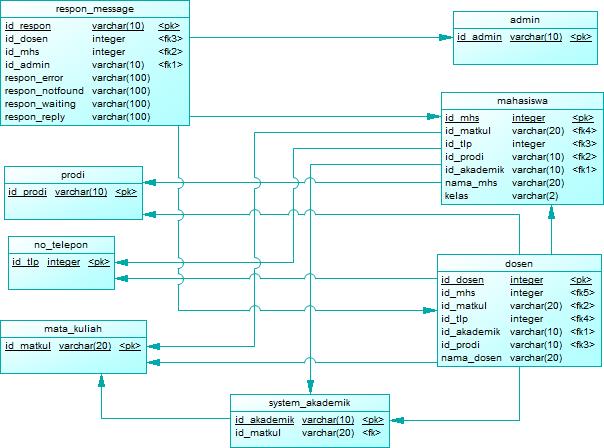 respon_message
id_respon varchar(10) <pk>
id_dosen integer <fk3>
id_mhs integer <fk2>
id_admin varchar(10) <fk1>
respon_error varchar(100)
respon_notfound varchar(100)
respon_waiting varchar(100)
respon_reply varchar(100)
admin
id_admin varchar(10) <pk>
mahasiswa
id_mhs integer <pk>
id_matkul varchar(20) <fk4>
id_tlp integer <fk3>
id_prodi varchar(10) <fk2>
id_akademik varchar(10) <fk1>
nama_mhs varchar(20)
kelas varchar(2)
prodi
id_prodi varchar(10) <pk>
no_telepon
id_tlp integer <pk>
dosen
id_dosen integer <pk>
id_mhs integer <fk5>
id_matkul varchar(20) <fk2>
id_tlp integer <fk4>
id_akademik varchar(10) <fk1>
id_prodi varchar(10) <fk3>
nama_dosen varchar(20)
mata_kuliah
id_matkul varchar(20) <pk>
system_akademik
id_akademik varchar(10) <pk>
id_matkul varchar(20) <fk>